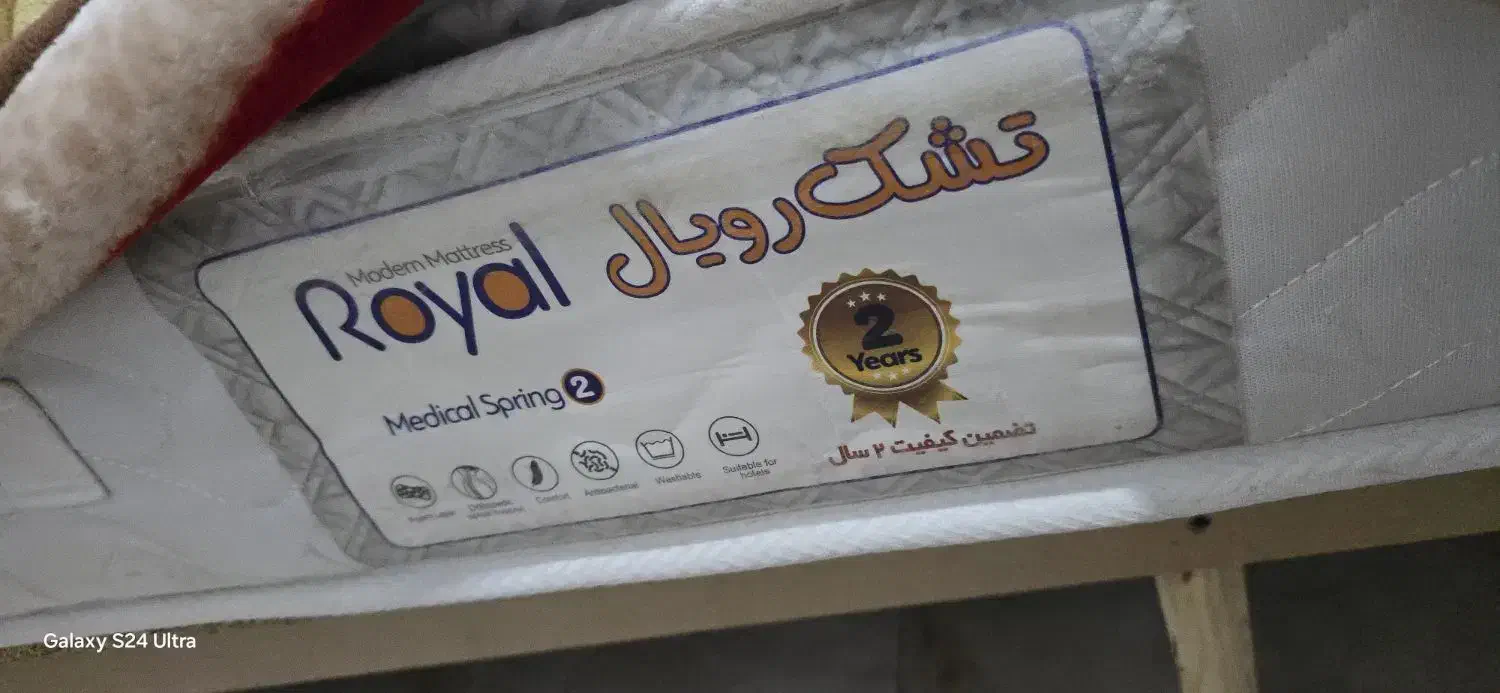 تشک رویال
Modern Mattress
Royal
Medical Spring 2
2
Years
تضمین کیفیت ۲ سال
Comfort
Antibacterial
Washable
Suitable for
hotels
Galaxy S24 Ultra